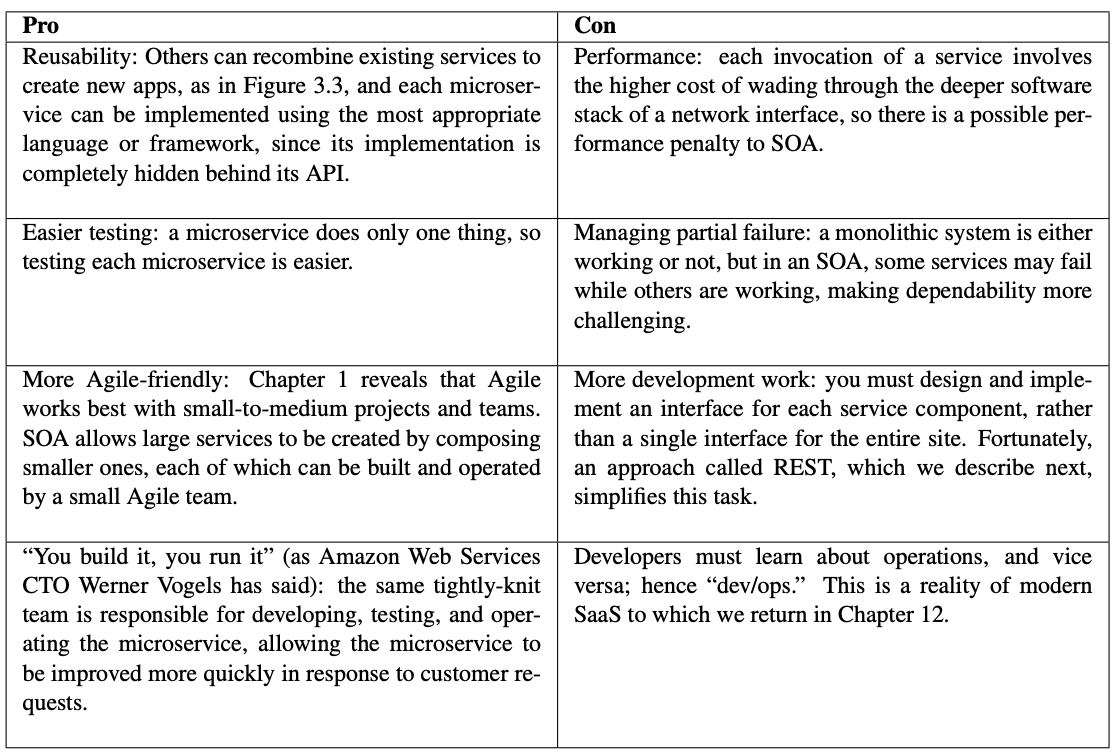 Pro
Con
Reusability: Others can recombine existing services to
create new apps, as in Figure 3.3, and each microser-
vice can be implemented using the most appropriate
language or framework, since its implementation is
completely hidden behind its API.
Performance: each invocation of a service involves
the higher cost of wading through the deeper software
stack of a network interface, so there is a possible per-
formance penalty to SOA.
Easier testing: a microservice does only one thing, so
testing each microservice is easier.
Managing partial failure: a monolithic system is either
working or not, but in an SOA, some services may fail
while others are working, making dependability more
challenging.
More Agile-friendly: Chapter 1 reveals that Agile
works best with small-to-medium projects and teams.
SOA allows large services to be created by composing
smaller ones, each of which can be built and operated
by a small Agile team.
More development work: you must design and imple-
ment an interface for each service component, rather
than a single interface for the entire site. Fortunately,
an approach called REST, which we describe next,
simplifies this task.
“You build it, you run it” (as Amazon Web Services
CTO Werner Vogels has said): the same tightly-knit
team is responsible for developing, testing, and oper-
ating the microservice, allowing the microservice to
be improved more quickly in response to customer re-
quests.
Developers must learn about operations, and vice
versa; hence “dev/ops.” This is a reality of modern
SaaS to which we return in Chapter 12.